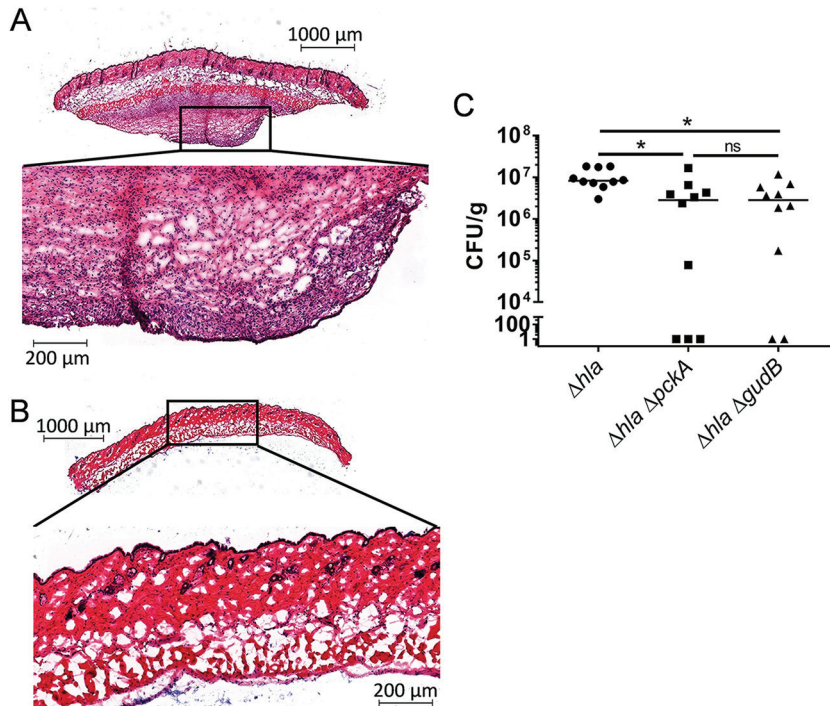 A
1000 µm
200 µm
B
1000 µm
200 µm
C
*
* ns
10⁸
10⁷
10⁶
10⁵
10⁴
100
1
CFU/g
Δhla
Δhla ΔpckA
Δhla ΔgudB